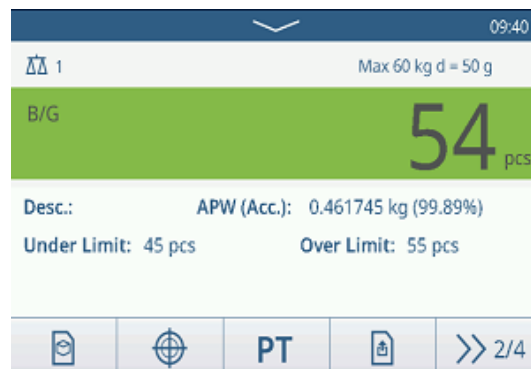 09:40
1 Max 60 kg d = 50 g
B/G
54 pcs
Desc.: APW (Acc.): 0.461745 kg (99.89%)
Under Limit: 45 pcs Over Limit: 55 pcs
PT 2/4